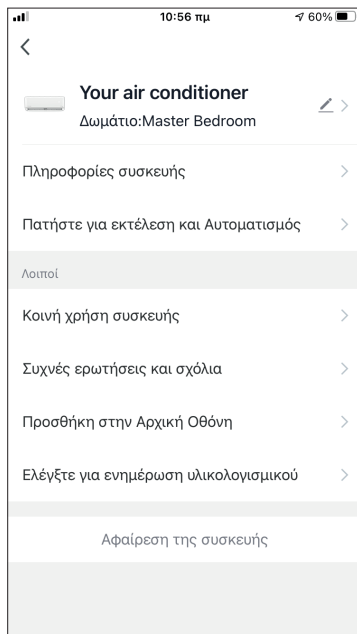 10:56 πμ 60%
Your air conditioner
Δωμάτιο:Master Bedroom
Πληροφορίες συσκευής
Πατήστε για εκτέλεση και Αυτοματισμός
Λοιποί
Κοινή χρήση συσκευής
Συχνές ερωτήσεις και σχόλια
Προσθήκη στην Αρχική Οθόνη
Ελέγξτε για ενημέρωση υλικολογισμικού
Αφαίρεση της συσκευής